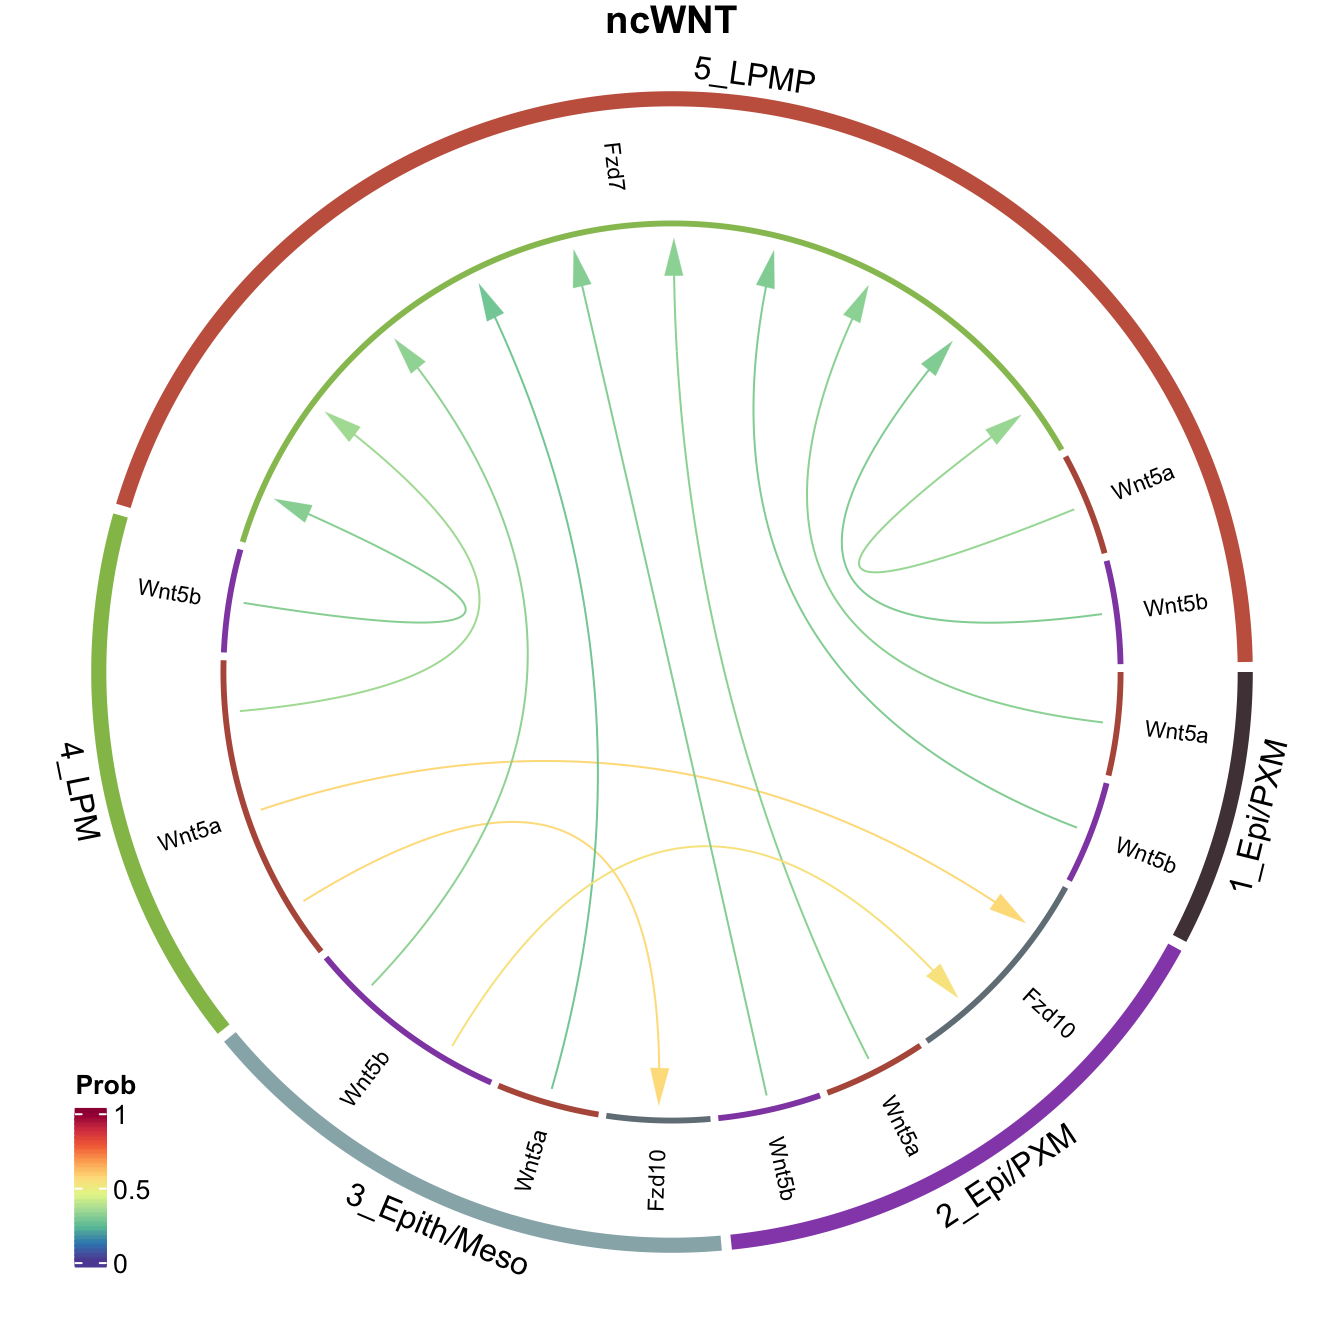 ncWNT
5_LPMP
Fzd7
Wnt5a
Wnt5b
Wnt5a
Wnt5b
1_Epi/PXM
Fzd10
Wnt5a
2_Epi/PXM
Wnt5b
Fzd10
Wnt5a
3_Epith/Meso
Wnt5b
Wnt5a
4_LPM
Wnt5b
Prob
1
0.5
0